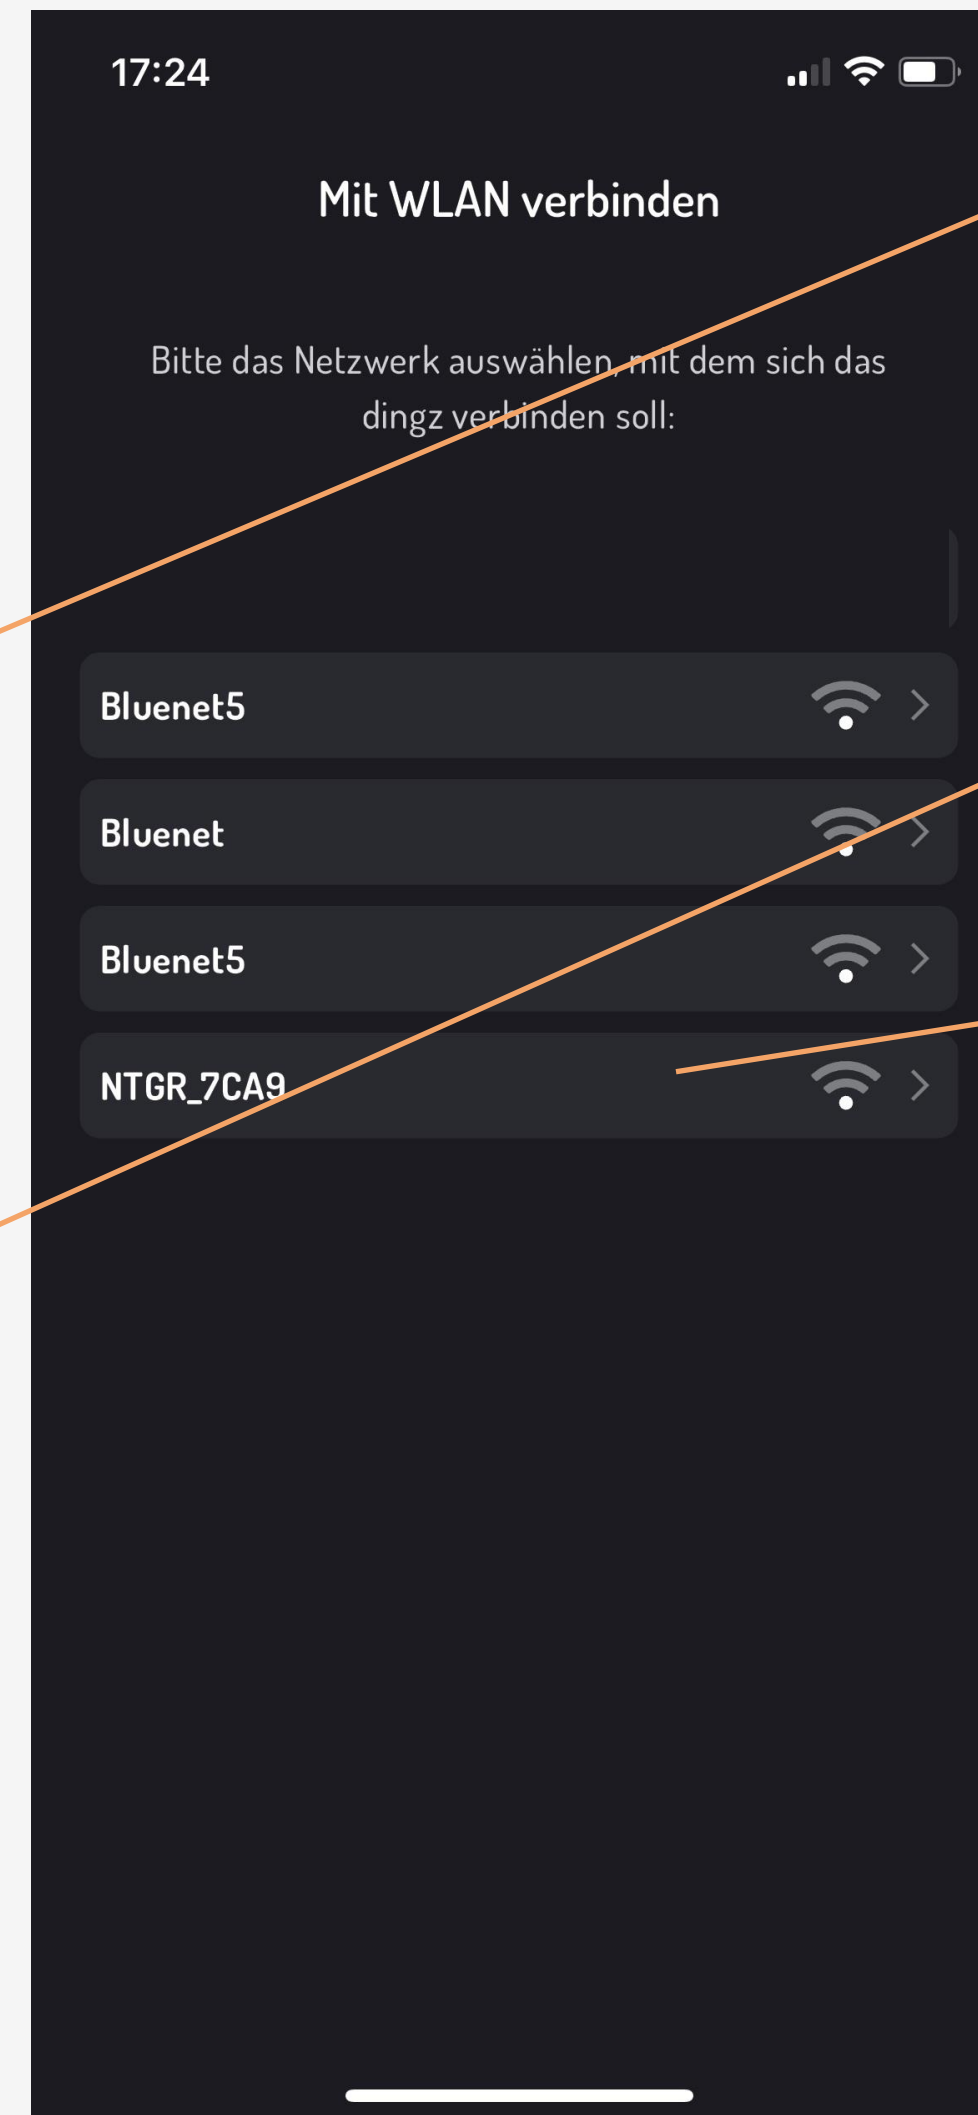 17:24
Mit WLAN verbinden
Bitte das Netzwerk auswählen, mit dem sich das
dingz verbinden soll:
Bluenet5
Bluenet
Bluenet5
NTGR_7CA9